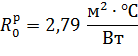 R₀ᵖ = 2,79 м² · °С / Вт